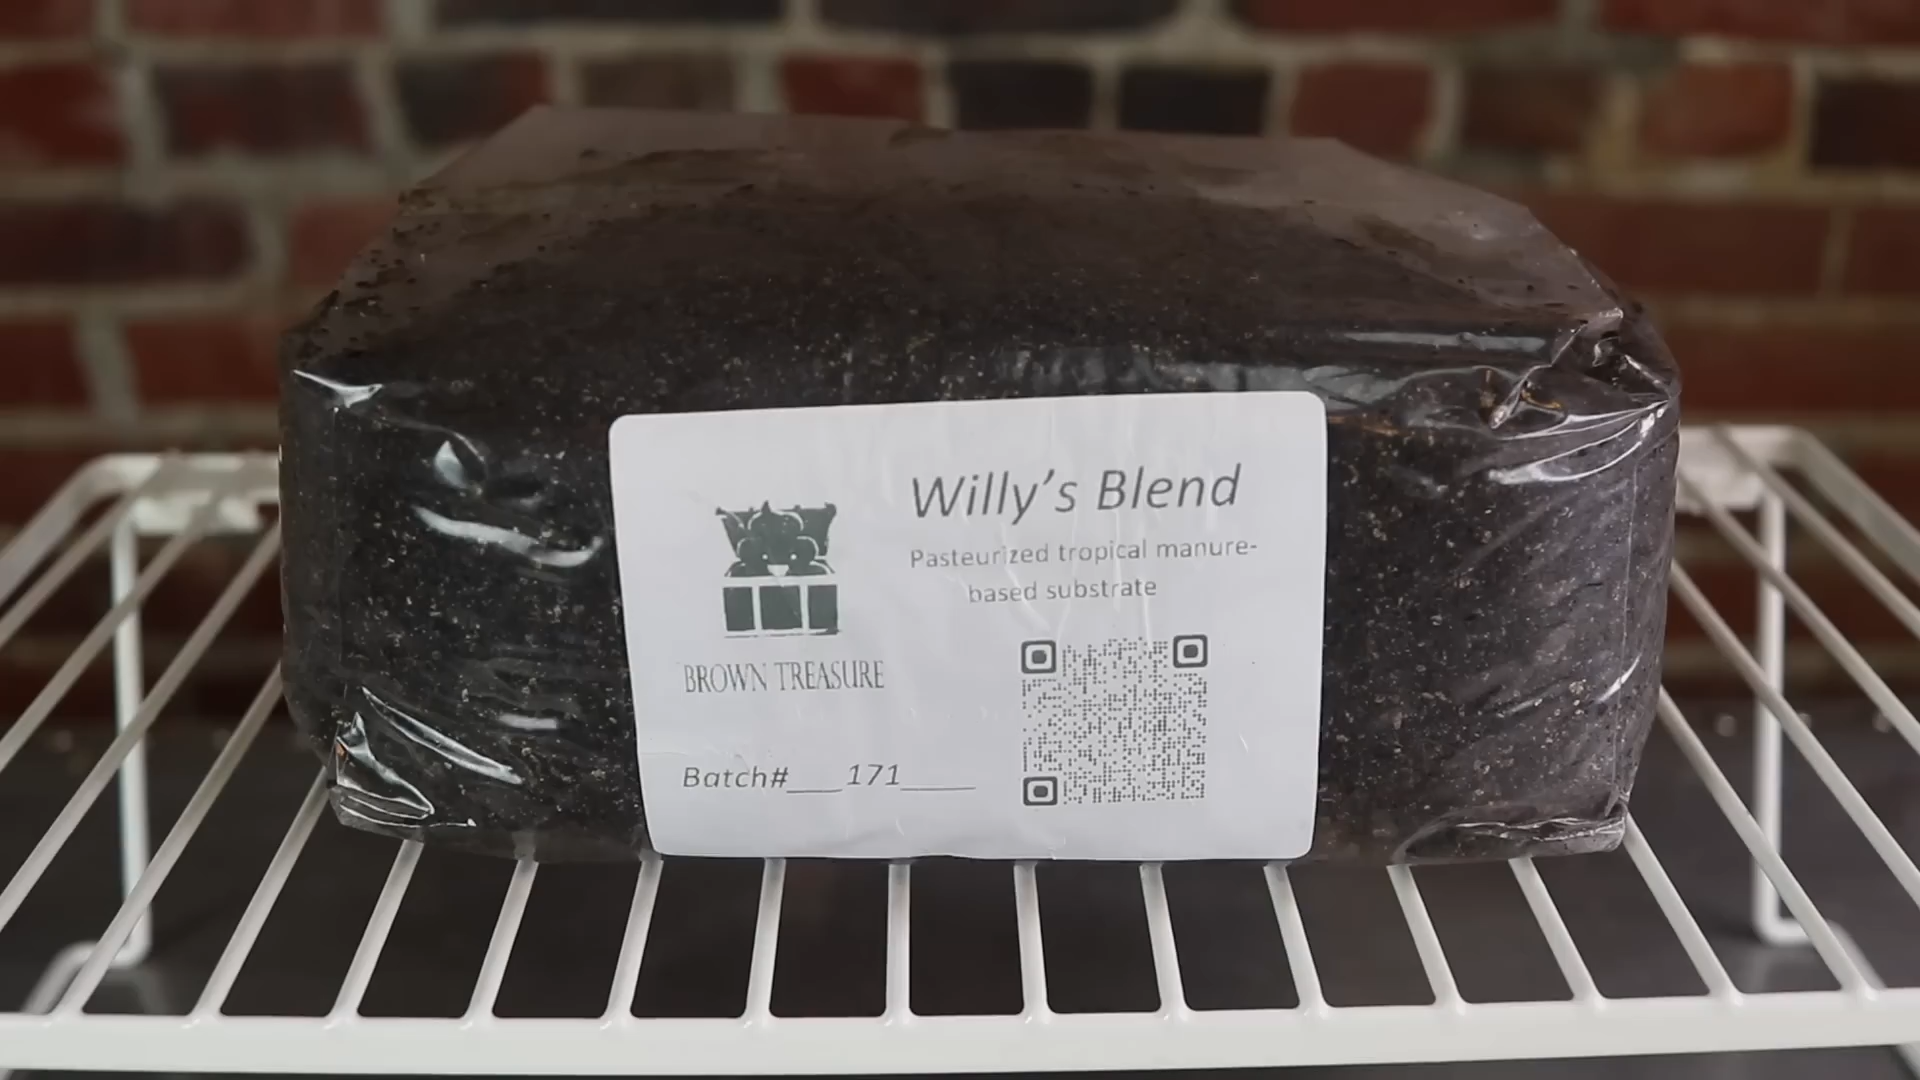 Willy's Blend
Pasteurized tropical manure-
based substrate
BROWN TREASURE
Batch#___171____